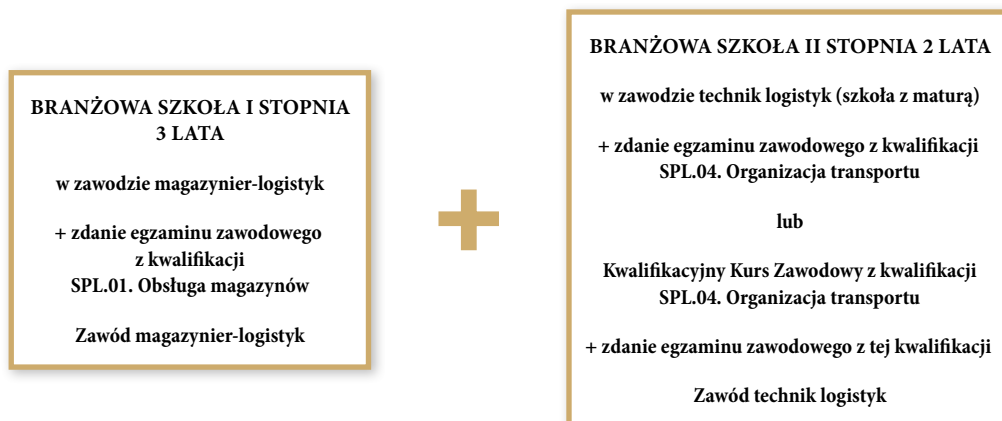 BRANŻOWA SZKOŁA I STOPNIA
3 LATA
w zawodzie magazynier-logistyk
+ zdanie egzaminu zawodowego
z kwalifikacji
SPL.01. Obsługa magazynów
Zawód magazynier-logistyk
+
BRANŻOWA SZKOŁA II STOPNIA 2 LATA
w zawodzie technik logistyk (szkoła z maturą)
+ zdanie egzaminu zawodowego z kwalifikacji
SPL.04. Organizacja transportu
lub
Kwalifikacyjny Kurs Zawodowy z kwalifikacji
SPL.04. Organizacja transportu
+ zdanie egzaminu zawodowego z tej kwalifikacji
Zawód technik logistyk